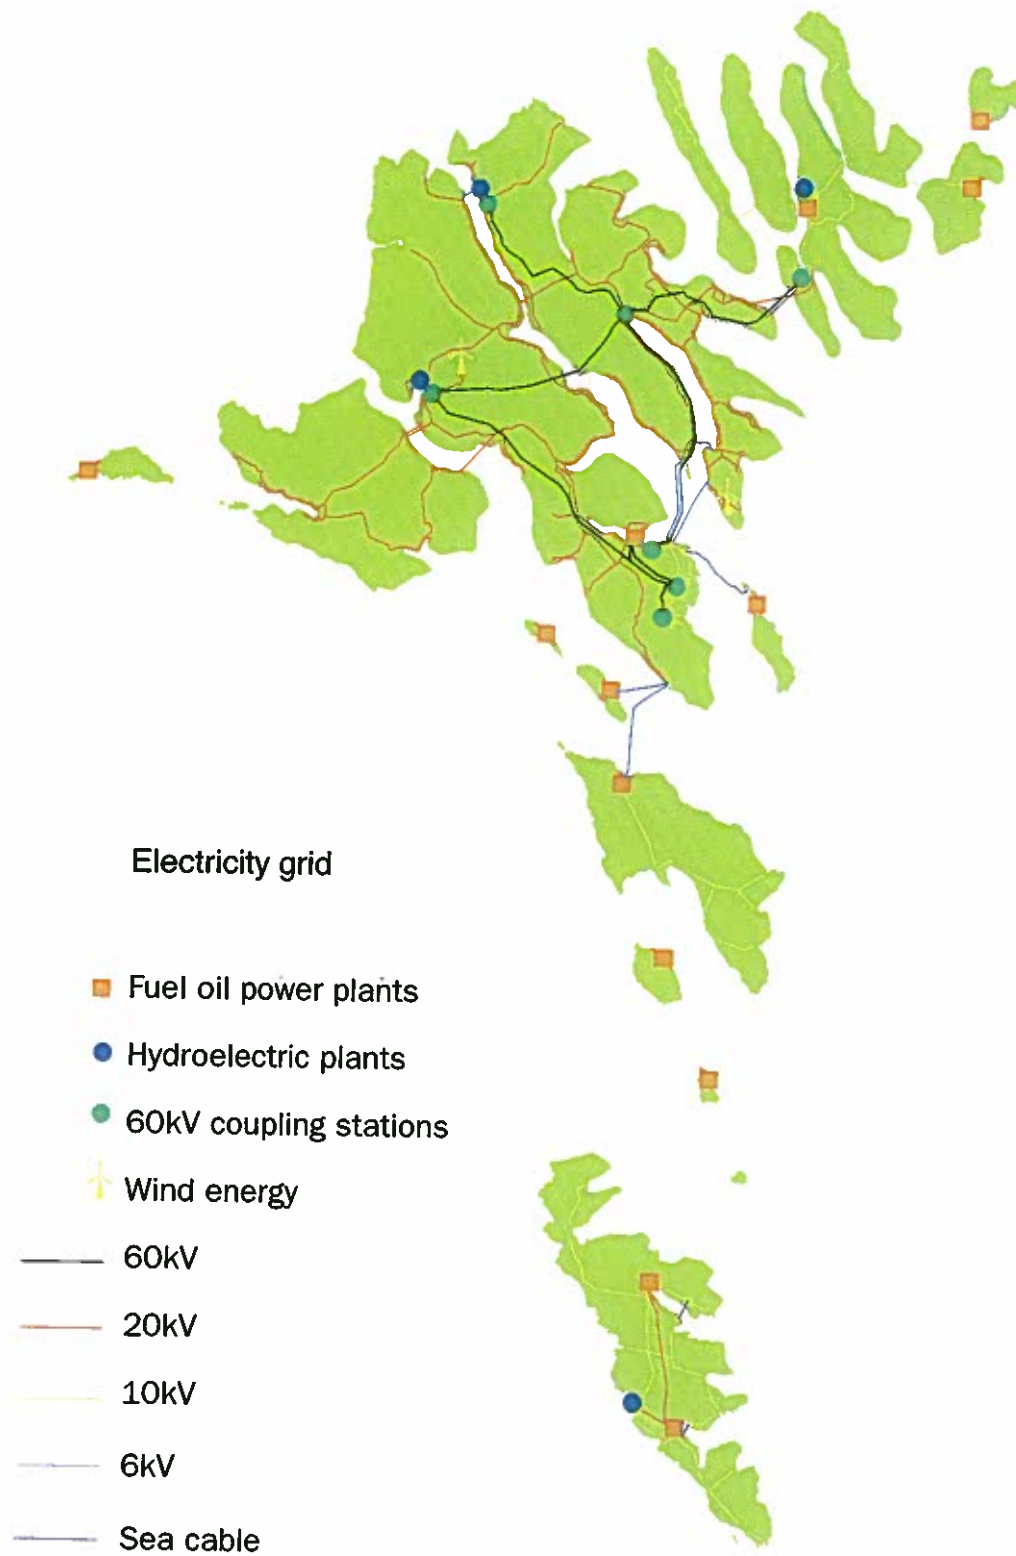 Electricity grid
Fuel oil power plants
Hydroelectric plants
60kV coupling stations
Wind energy
60kV
20kV
10kV
6kV
Sea cable